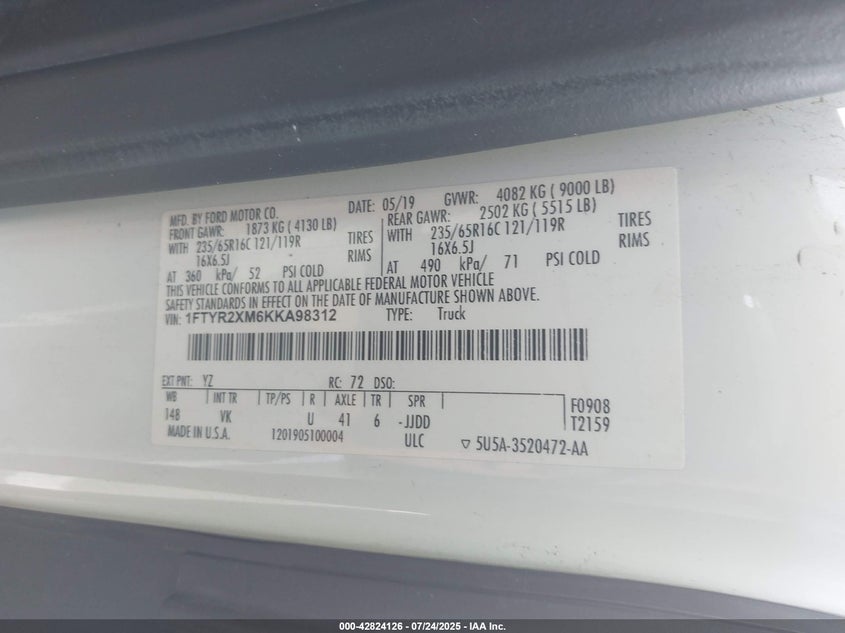 MFD. BY FORD MOTOR CO. DATE: 05/19 GVWR: 4082 KG ( 9000 LB)
FRONT GAWR: 1873 KG ( 4130 LB) REAR GAWR: 2502 KG ( 5515 LB)
WITH 235/65R16C 121/119R TIRES WITH 235/65R16C 121/119R TIRES
16X6.5J RIMS 16X6.5J RIMS
AT 360 kPa/ 52 PSI COLD AT 490 kPa/ 71 PSI COLD
THIS VEHICLE CONFORMS TO ALL APPLICABLE FEDERAL MOTOR VEHICLE
SAFETY STANDARDS IN EFFECT ON THE DATE OF MANUFACTURE SHOWN ABOVE.
VIN: 1FTYR2XM6KKA98312 TYPE: Truck
EXT PNT: YZ RC: 72 DSO:
WB INT TR TP/PS R AXLE TR SPR F0908
148 VK U 41 6 -JJDD T2159
MADE IN U.S.A. 1201905100004 ULC ▽ 5U5A-3520472-AA
000-42824126 - 07/24/2025 - IAA Inc.